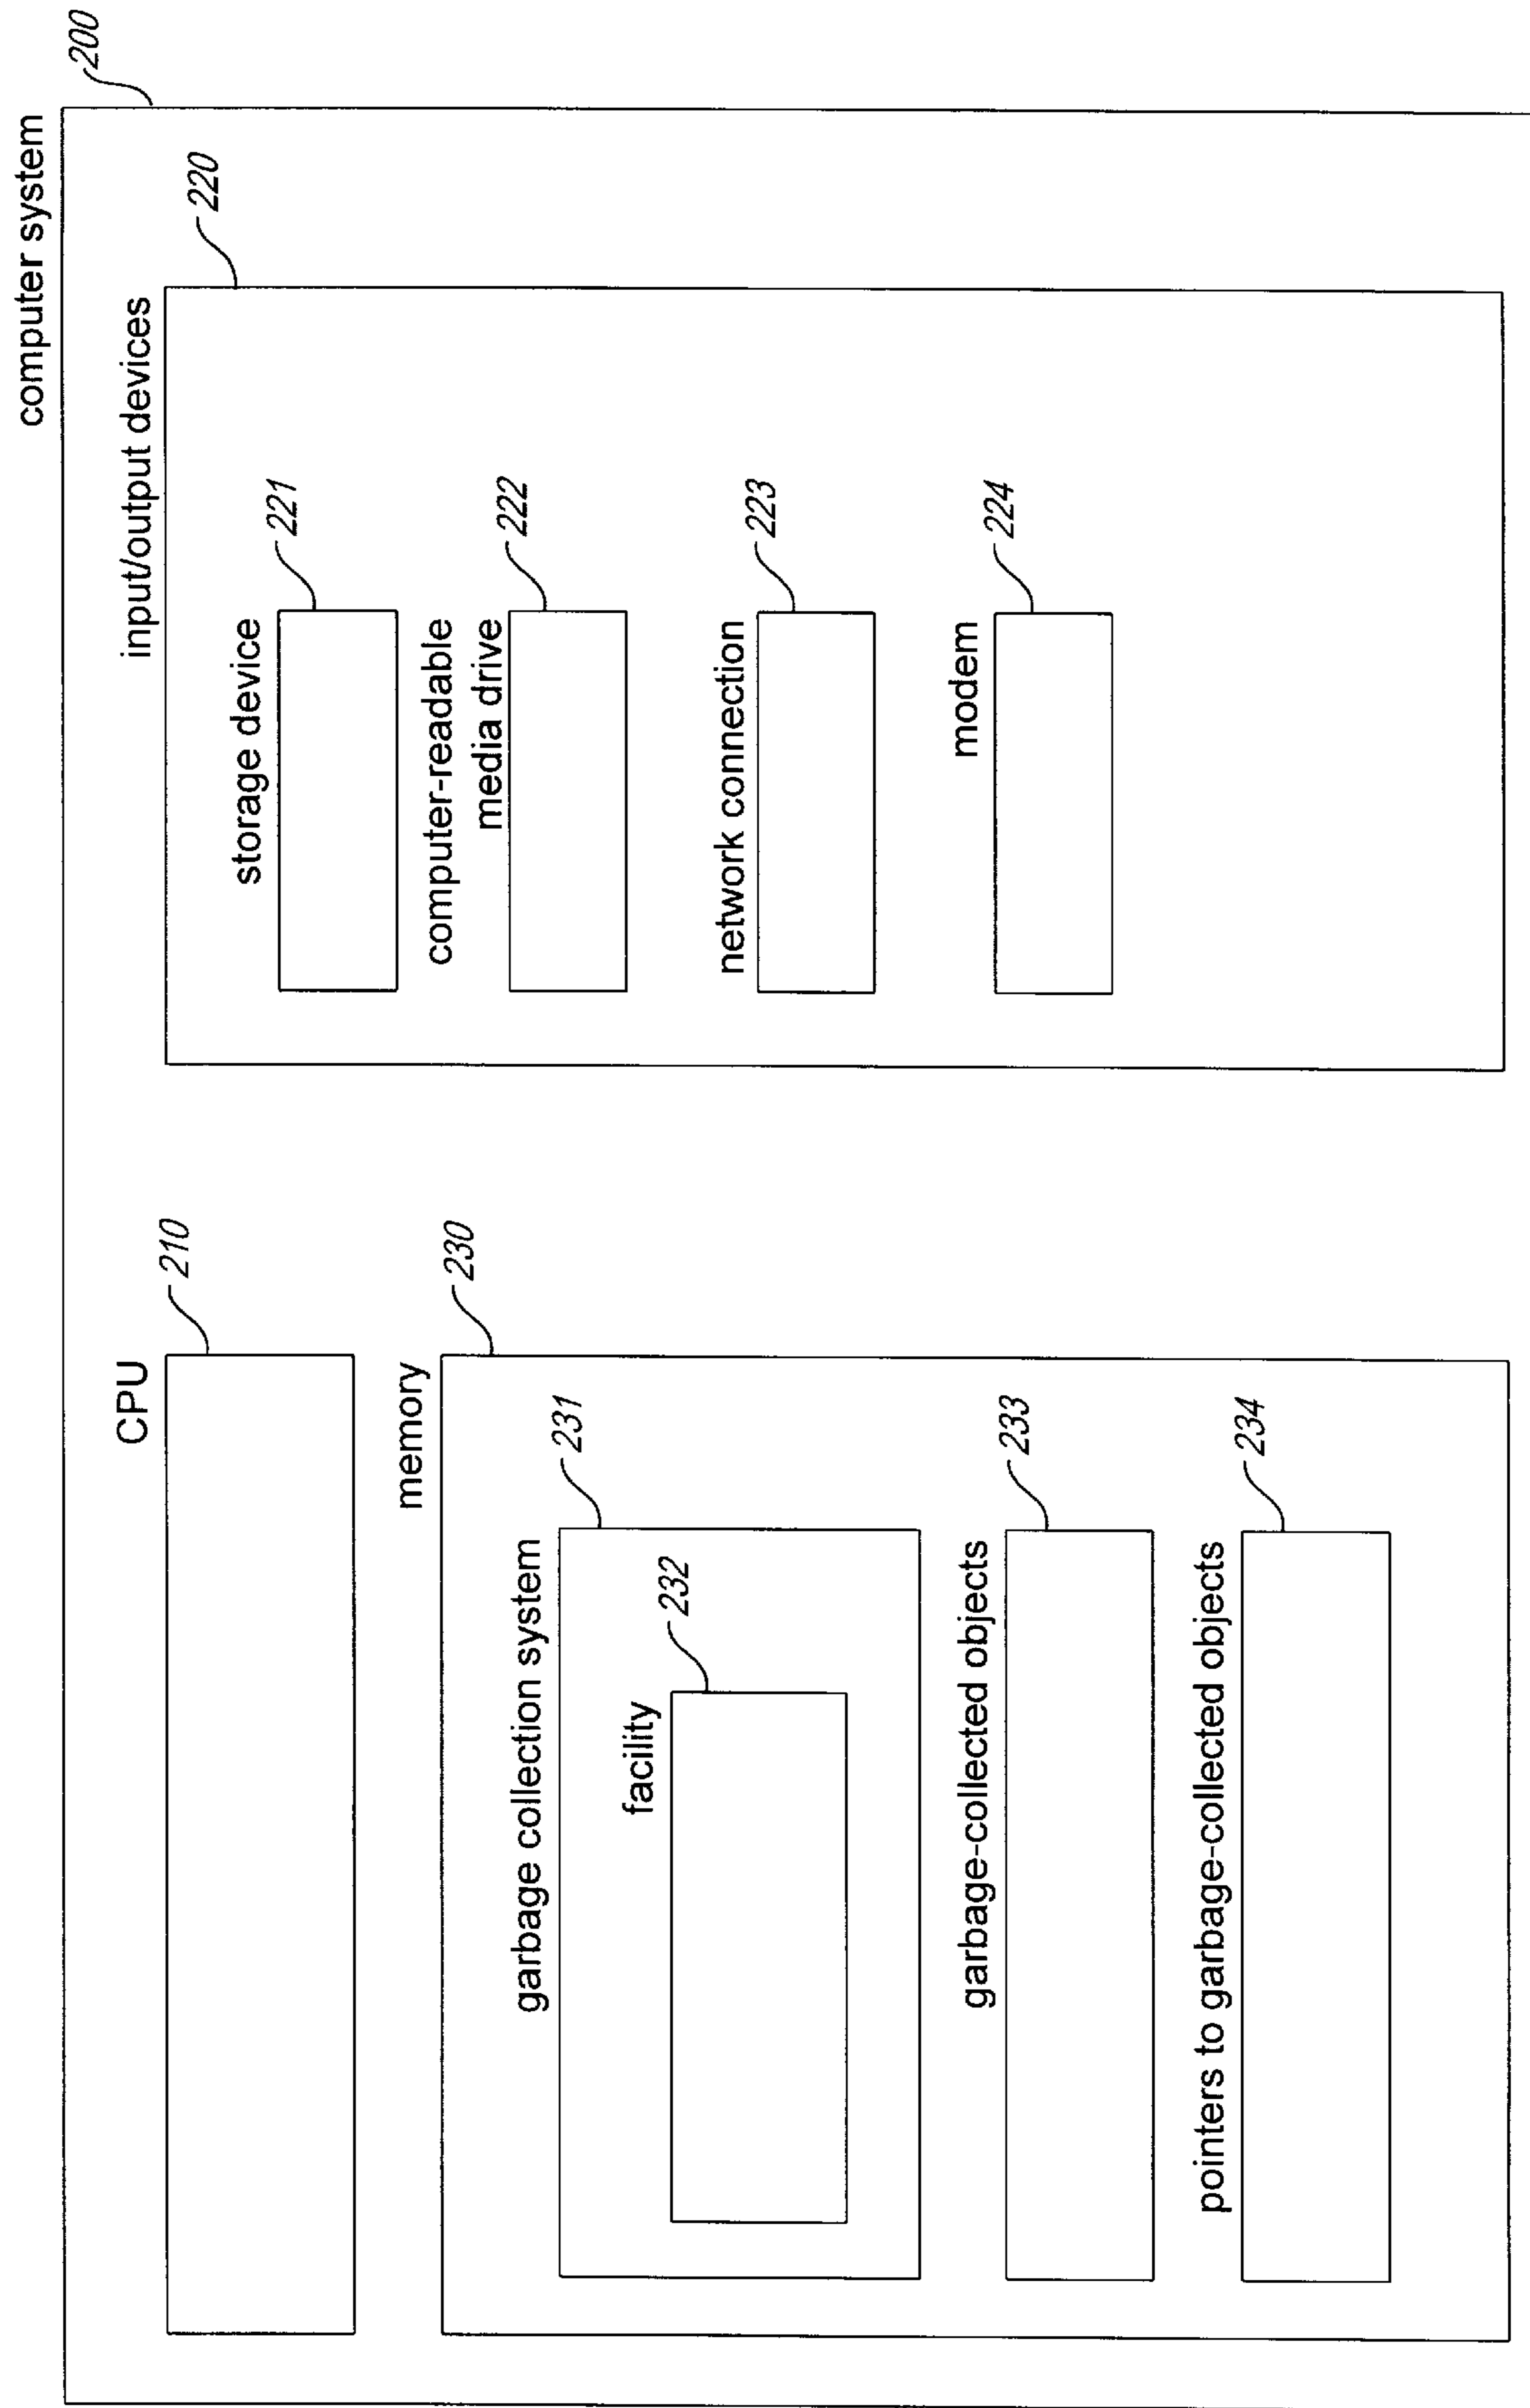 computer system
200
CPU
210
memory
230
garbage collection system
231
facility
232
garbage-collected objects
233
pointers to garbage-collected objects
234
input/output devices
220
storage device
221
computer-readable
media drive
222
network connection
223
modem
224